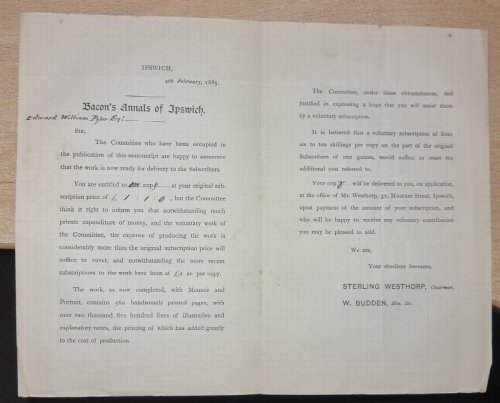 IPSWICH,
4th February, 1885.
Bacon's Annals of Ipswich.
Edward William Piper Esq.
SIR,
The Committee who have been occupied in
the publication of this manuscript are happy to announce
that the work is now ready for delivery to the Subscribers.
You are entitled to one copy at your original sub-
scription price of £1:1:0, but the Committee
think it right to inform you that notwithstanding much
private expenditure of money, and the voluntary work of
the Committee, the expense of producing the work is
considerably more than the original subscription price will
suffice to cover, and notwithstanding the more recent
subscriptions to the work have been at £2 2s. per copy.
The work, as now completed, with Memoir and
Portrait, contains 560 handsomely printed pages, with
over two thousand five hundred lines of illustrative and
explanatory notes, the printing of which has added greatly
to the cost of production.
The Committee, under these circumstances, feel
justified in expressing a hope that you will assist them
by a voluntary subscription.
It is believed that a voluntary subscription of from
six to ten shillings per copy on the part of the original
Subscribers of one guinea, would suffice to meet the
additional cost referred to.
Your copy will be delivered to you, on application,
at the office of Mr. Westhorp, 32, Museum Street, Ipswich,
upon payment of the amount of your subscription, and
who will be happy to receive any voluntary contribution
you may be pleased to add.
We are,
Your obedient Servants,
STERLING WESTHORP, Chairman.
W. BUDDEN, Hon. Sec.